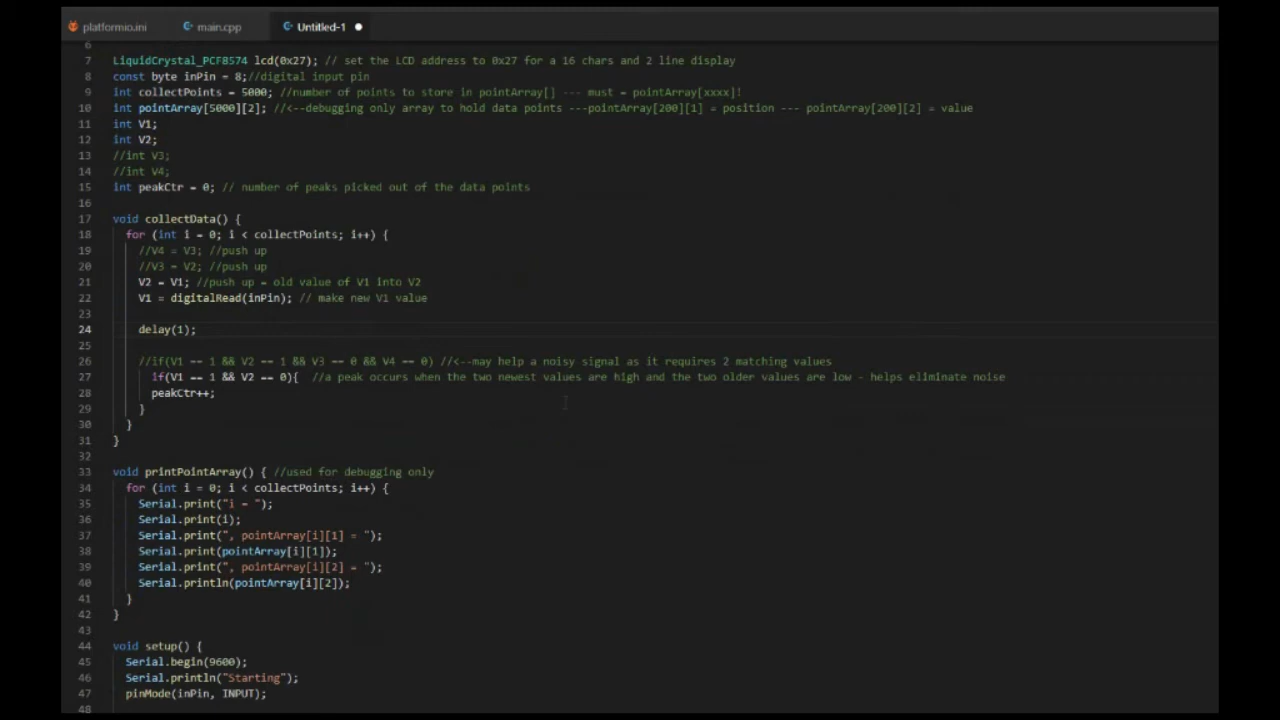 platformio.ini main.cpp Untitled-1
6
7 LiquidCrystal_PCF8574 lcd(0x27); // set the LCD address to 0x27 for a 16 chars and 2 line display
8 const byte inPin = 8;//digital input pin
9 int collectPoints = 5000; //number of points to store in pointArray[] --- must = pointArray[xxxx]!
10 int pointArray[5000][2]; //<--debugging only array to hold data points ---pointArray[200][1] = position --- pointArray[200][2] = value
11 int V1;
12 int V2;
13 //int V3;
14 //int V4;
15 int peakCtr = 0; // number of peaks picked out of the data points
16
17 void collectData() {
18 for (int i = 0; i < collectPoints; i++) {
19 //V4 = V3; //push up
20 //V3 = V2; //push up
21 V2 = V1; //push up = old value of V1 into V2
22 V1 = digitalRead(inPin); // make new V1 value
23
24 delay(1);
25
26 //if(V1 == 1 && V2 == 1 && V3 == 0 && V4 == 0) //<--may help a noisy signal as it requires 2 matching values
27 if(V1 == 1 && V2 == 0){ //a peak occurs when the two newest values are high and the two older values are low - helps eliminate noise
28 peakCtr++;
29 }
30 }
31 }
32
33 void printPointArray() { //used for debugging only
34 for (int i = 0; i < collectPoints; i++) {
35 Serial.print("i = ");
36 Serial.print(i);
37 Serial.print(", pointArray[i][1] = ");
38 Serial.print(pointArray[i][1]);
39 Serial.print(", pointArray[i][2] = ");
40 Serial.println(pointArray[i][2]);
41 }
42 }
43
44 void setup() {
45 Serial.begin(9600);
46 Serial.println("Starting");
47 pinMode(inPin, INPUT);
48